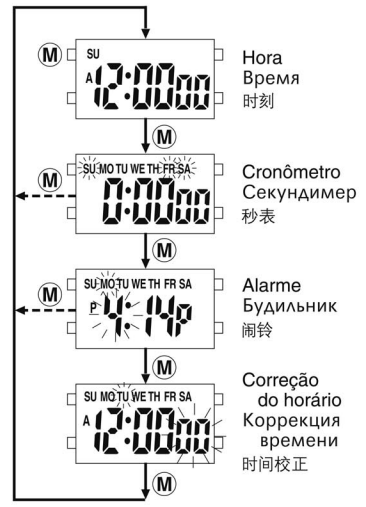 M
SU
A 12:00 00
Hora
Время
时刻
M
M
SU MO TU WE TH FR SA
0:00 00
Cronômetro
Секундимер
秒表
M
M
SU MO TU WE TH FR SA
P 4:14P
Alarme
Будильник
闹铃
M
SU MO TU WE TH FR SA
A 12:00 00
Correção
do horário
Коррекция
времени
时间校正
M